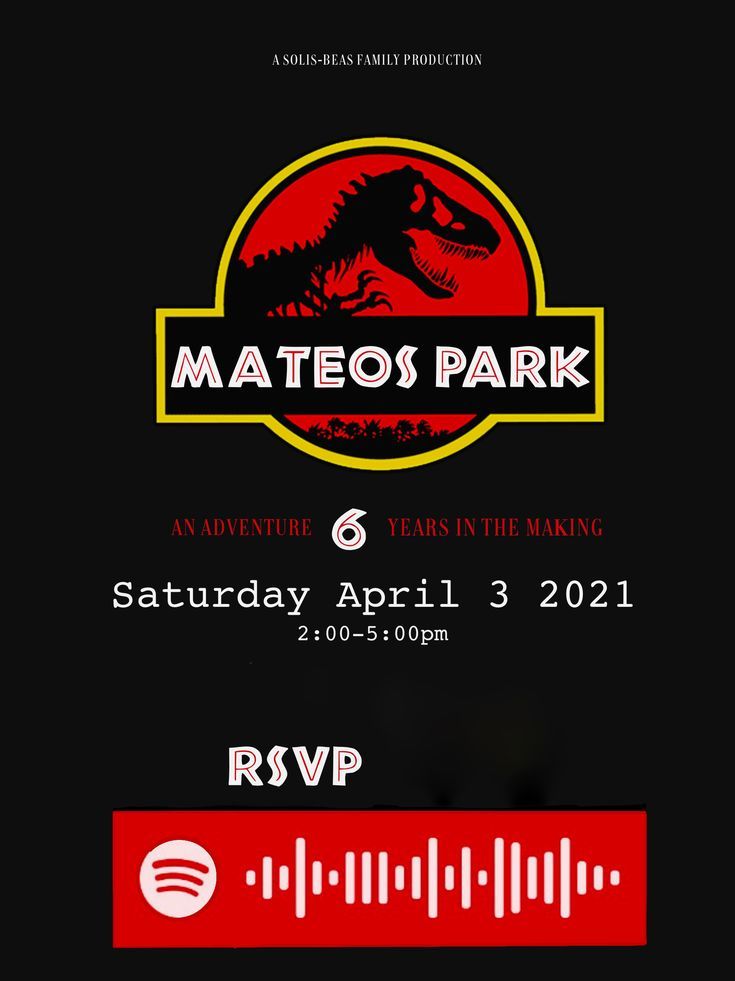 A SOLIS-BEAS FAMILY PRODUCTION
MATEOS PARK
AN ADVENTURE 6 YEARS IN THE MAKING
Saturday April 3 2021
2:00-5:00pm
RSVP